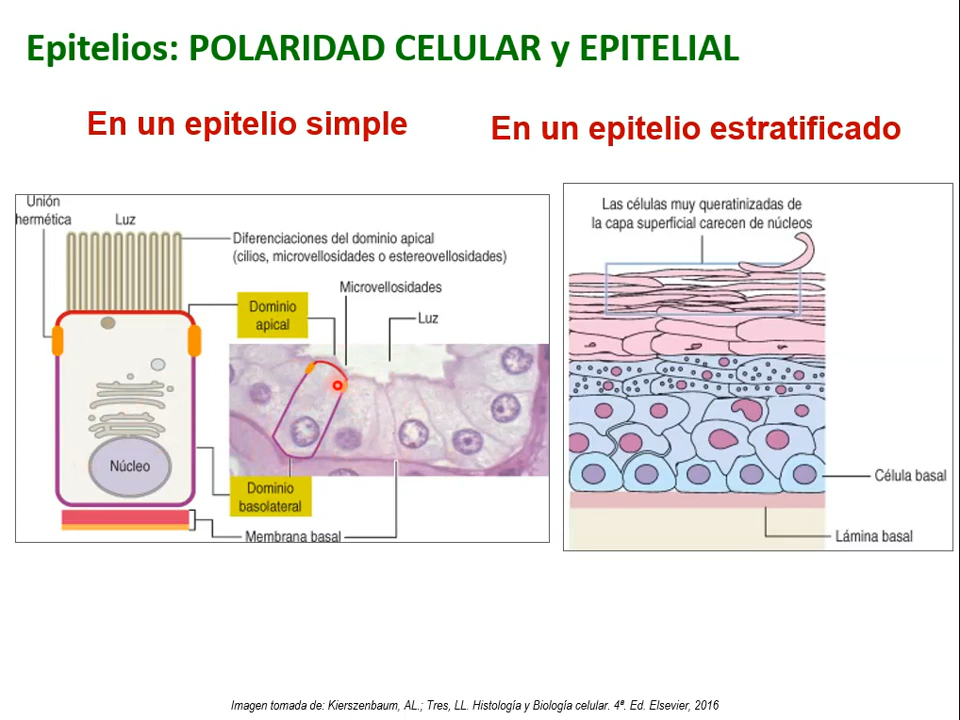 Epitelios: POLARIDAD CELULAR y EPITELIAL
En un epitelio simple
En un epitelio estratificado
Unión
hermética
Luz
Diferenciaciones del dominio apical
(cilios, microvellosidades o estereovellosidades)
Microvellosidades
Dominio
apical
Luz
Núcleo
Dominio
basolateral
Membrana basal
Las células muy queratinizadas de
la capa superficial carecen de núcleos
Célula basal
Lámina basal
Imagen tomada de: Kierszenbaum, AL.; Tres, LL. Histología y Biología celular. 4ª. Ed. Elsevier, 2016